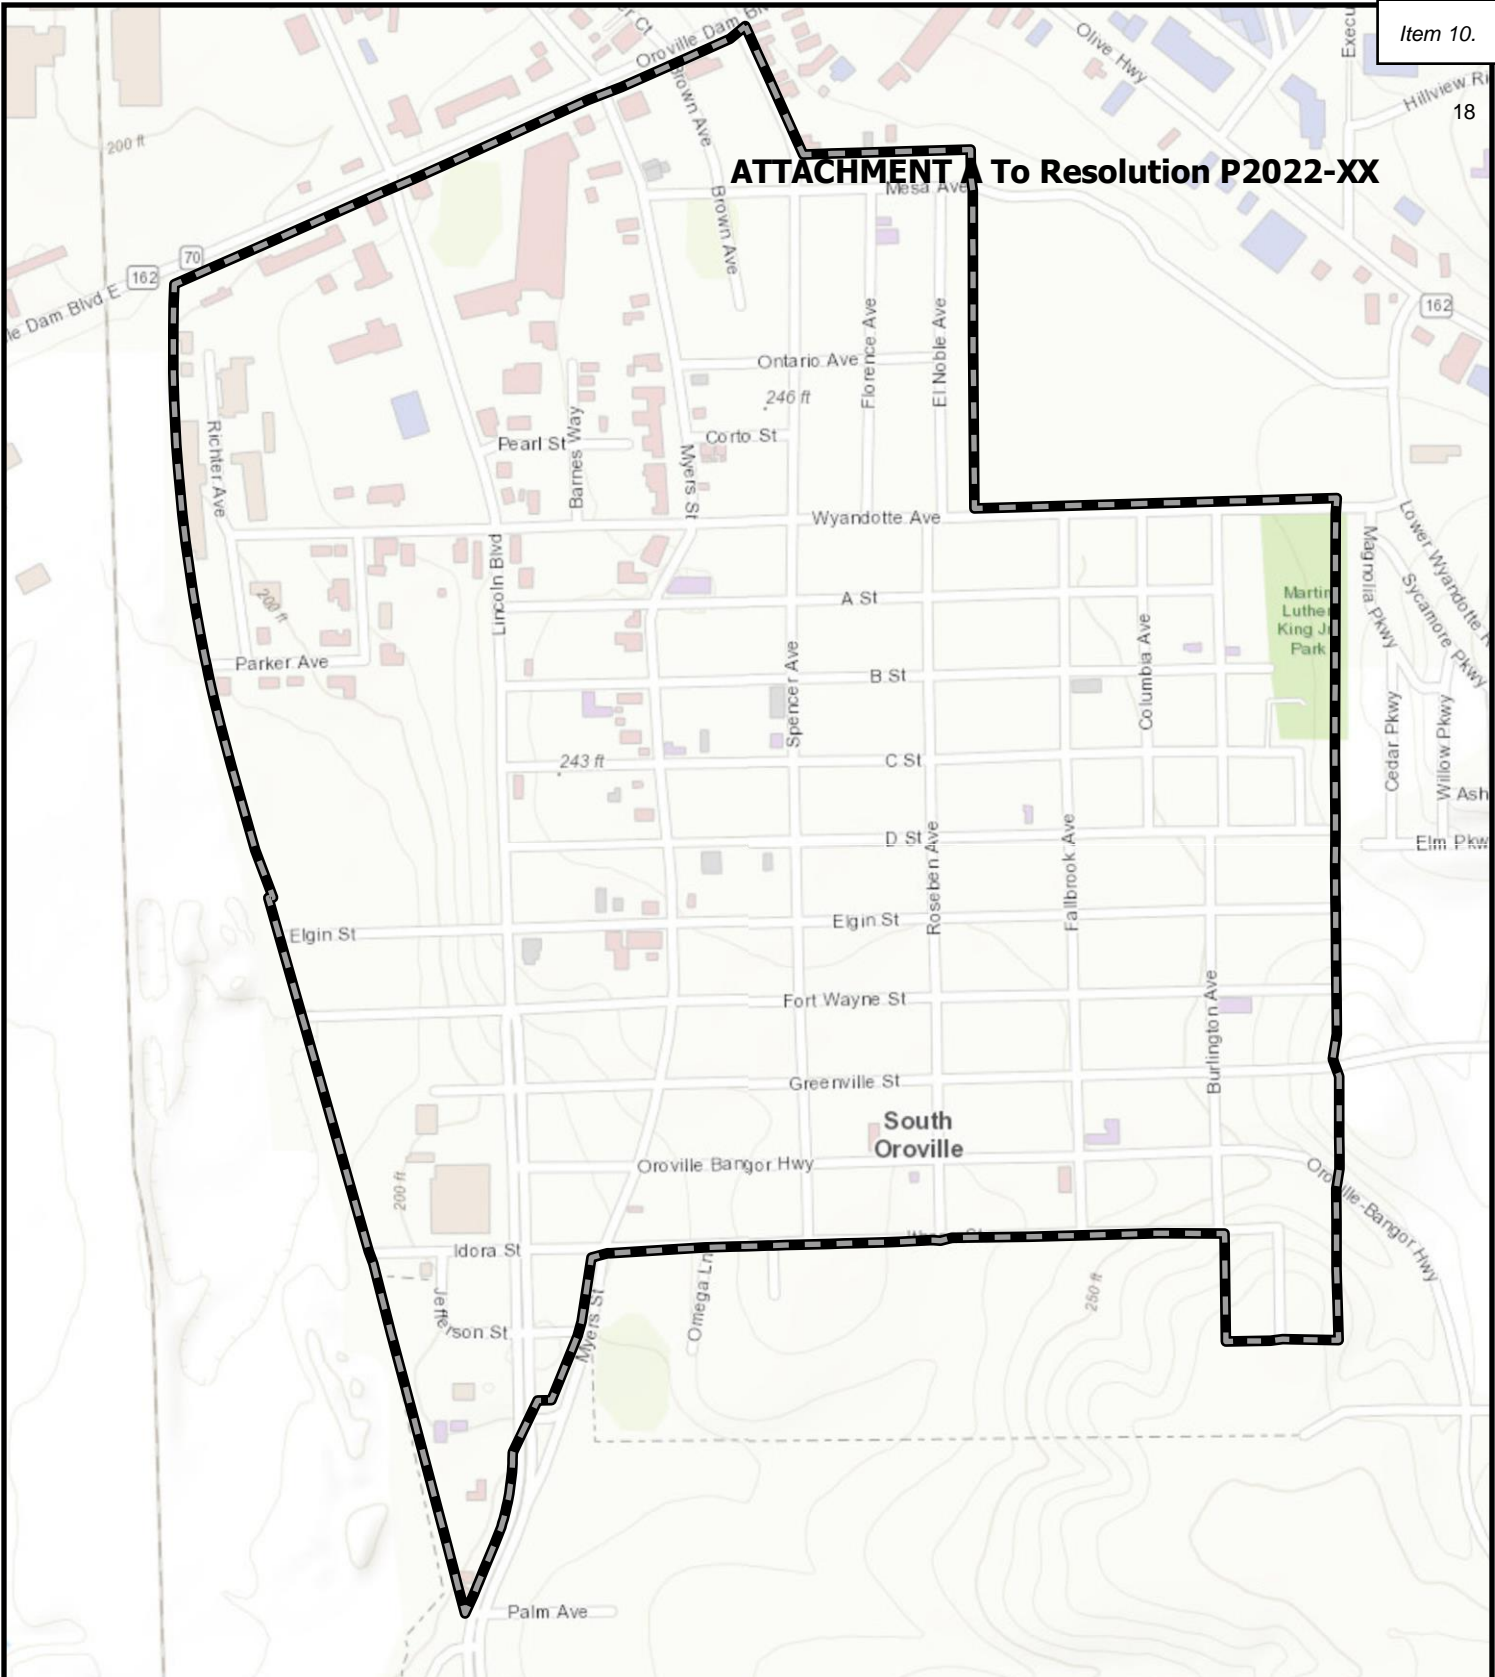 Item 10.
18
ATTACHMENT A To Resolution P2022-XX
Oroville Dam
Olive Hwy
Hillview
200 ft
Brown Ave
Mesa Ave
Brown Ave
70
162
Dam Blvd E
162
Florence Ave
El Noble Ave
Ontario Ave
246 ft
Richter Ave
Pearl St
Barnes Way
Myers St
Corto St
Wyandotte Ave
Lincoln Blvd
Magnolia Pkwy
Lower Wyandotte
Sycamore Pkwy
200 ft
A St
Martin
Luther
King Jr
Park
Parker Ave
Spencer Ave
B St
Columbia Ave
Cedar Pkwy
Willow Pkwy
243 ft
C St
Ash
D St
Roseben Ave
Fallbrook Ave
Elm
Elgin St
Elgin St
Fort Wayne St
Burlington Ave
Greenville St
South
Oroville
200 ft
Oroville Bangor Hwy
Oroville-Bangor Hwy
Idora St
Jefferson St
Myers St
Omega Ln
250 ft
Palm Ave